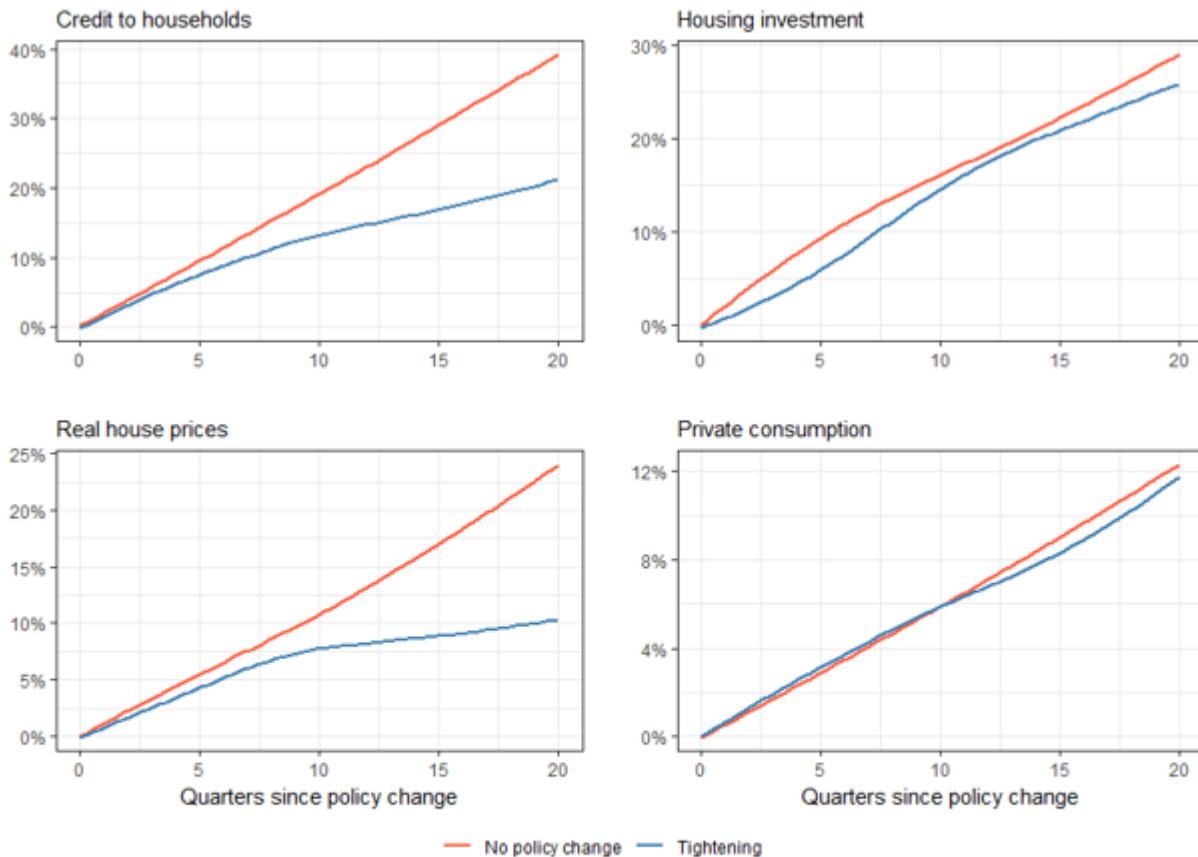 Credit to households
40%
30%
20%
10%
0%
0 5 10 15 20
Housing investment
30%
20%
10%
0%
0 5 10 15 20
Real house prices
25%
20%
15%
10%
5%
0%
0 5 10 15 20
Quarters since policy change
Private consumption
12%
8%
4%
0%
0 5 10 15 20
Quarters since policy change
No policy change Tightening